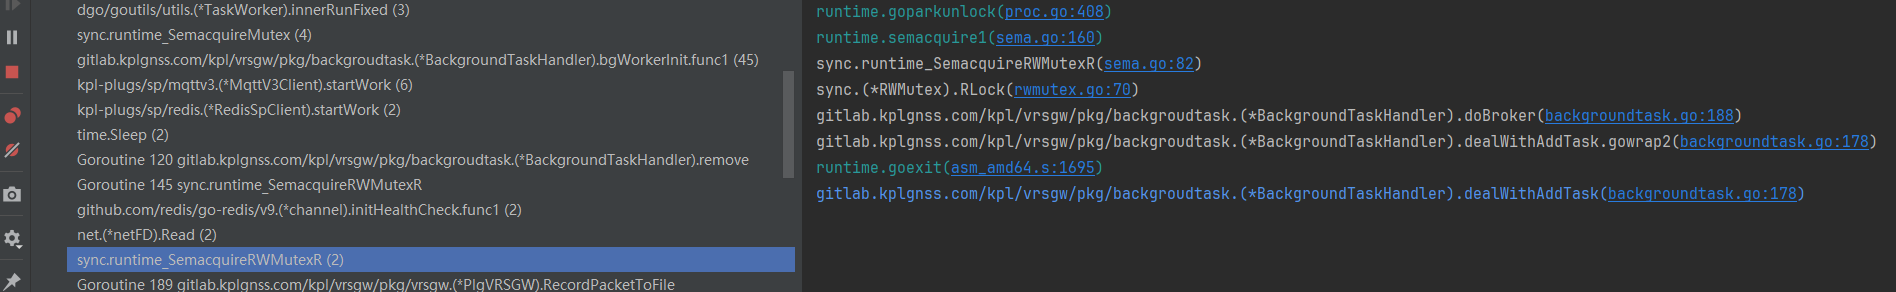 dgo/goutils/utils.(*TaskWorker).innerRunFixed (3)
sync.runtime_SemacquireMutex (4)
gitlab.kplgnss.com/kpl/vrsgw/pkg/backgroudtask.(*BackgroundTaskHandler).bgWorkerInit.func1 (45)
kpl-plugs/sp/mqttv3.(*MqttV3Client).startWork (6)
kpl-plugs/sp/redis.(*RedisSpClient).startWork (2)
time.Sleep (2)
Goroutine 120 gitlab.kplgnss.com/kpl/vrsgw/pkg/backgroudtask.(*BackgroundTaskHandler).remove
Goroutine 145 sync.runtime_SemacquireRWMutexR
github.com/redis/go-redis/v9.(*channel).initHealthCheck.func1 (2)
net.(*netFD).Read (2)
sync.runtime_SemacquireRWMutexR (2)
Goroutine 189 gitlab.kplgnss.com/kpl/vrsgw/pkg/vrsgw.(*PlgVRSGW).RecordPacketToFile
runtime.goparkunlock(proc.go:408)
runtime.semacquire1(sema.go:160)
sync.runtime_SemacquireRWMutexR(sema.go:82)
sync.(*RWMutex).RLock(rwmutex.go:70)
gitlab.kplgnss.com/kpl/vrsgw/pkg/backgroudtask.(*BackgroundTaskHandler).doBroker(backgroundtask.go:188)
gitlab.kplgnss.com/kpl/vrsgw/pkg/backgroudtask.(*BackgroundTaskHandler).dealWithAddTask.gowrap2(backgroundtask.go:178)
runtime.goexit(asm_amd64.s:1695)
gitlab.kplgnss.com/kpl/vrsgw/pkg/backgroudtask.(*BackgroundTaskHandler).dealWithAddTask(backgroundtask.go:178)